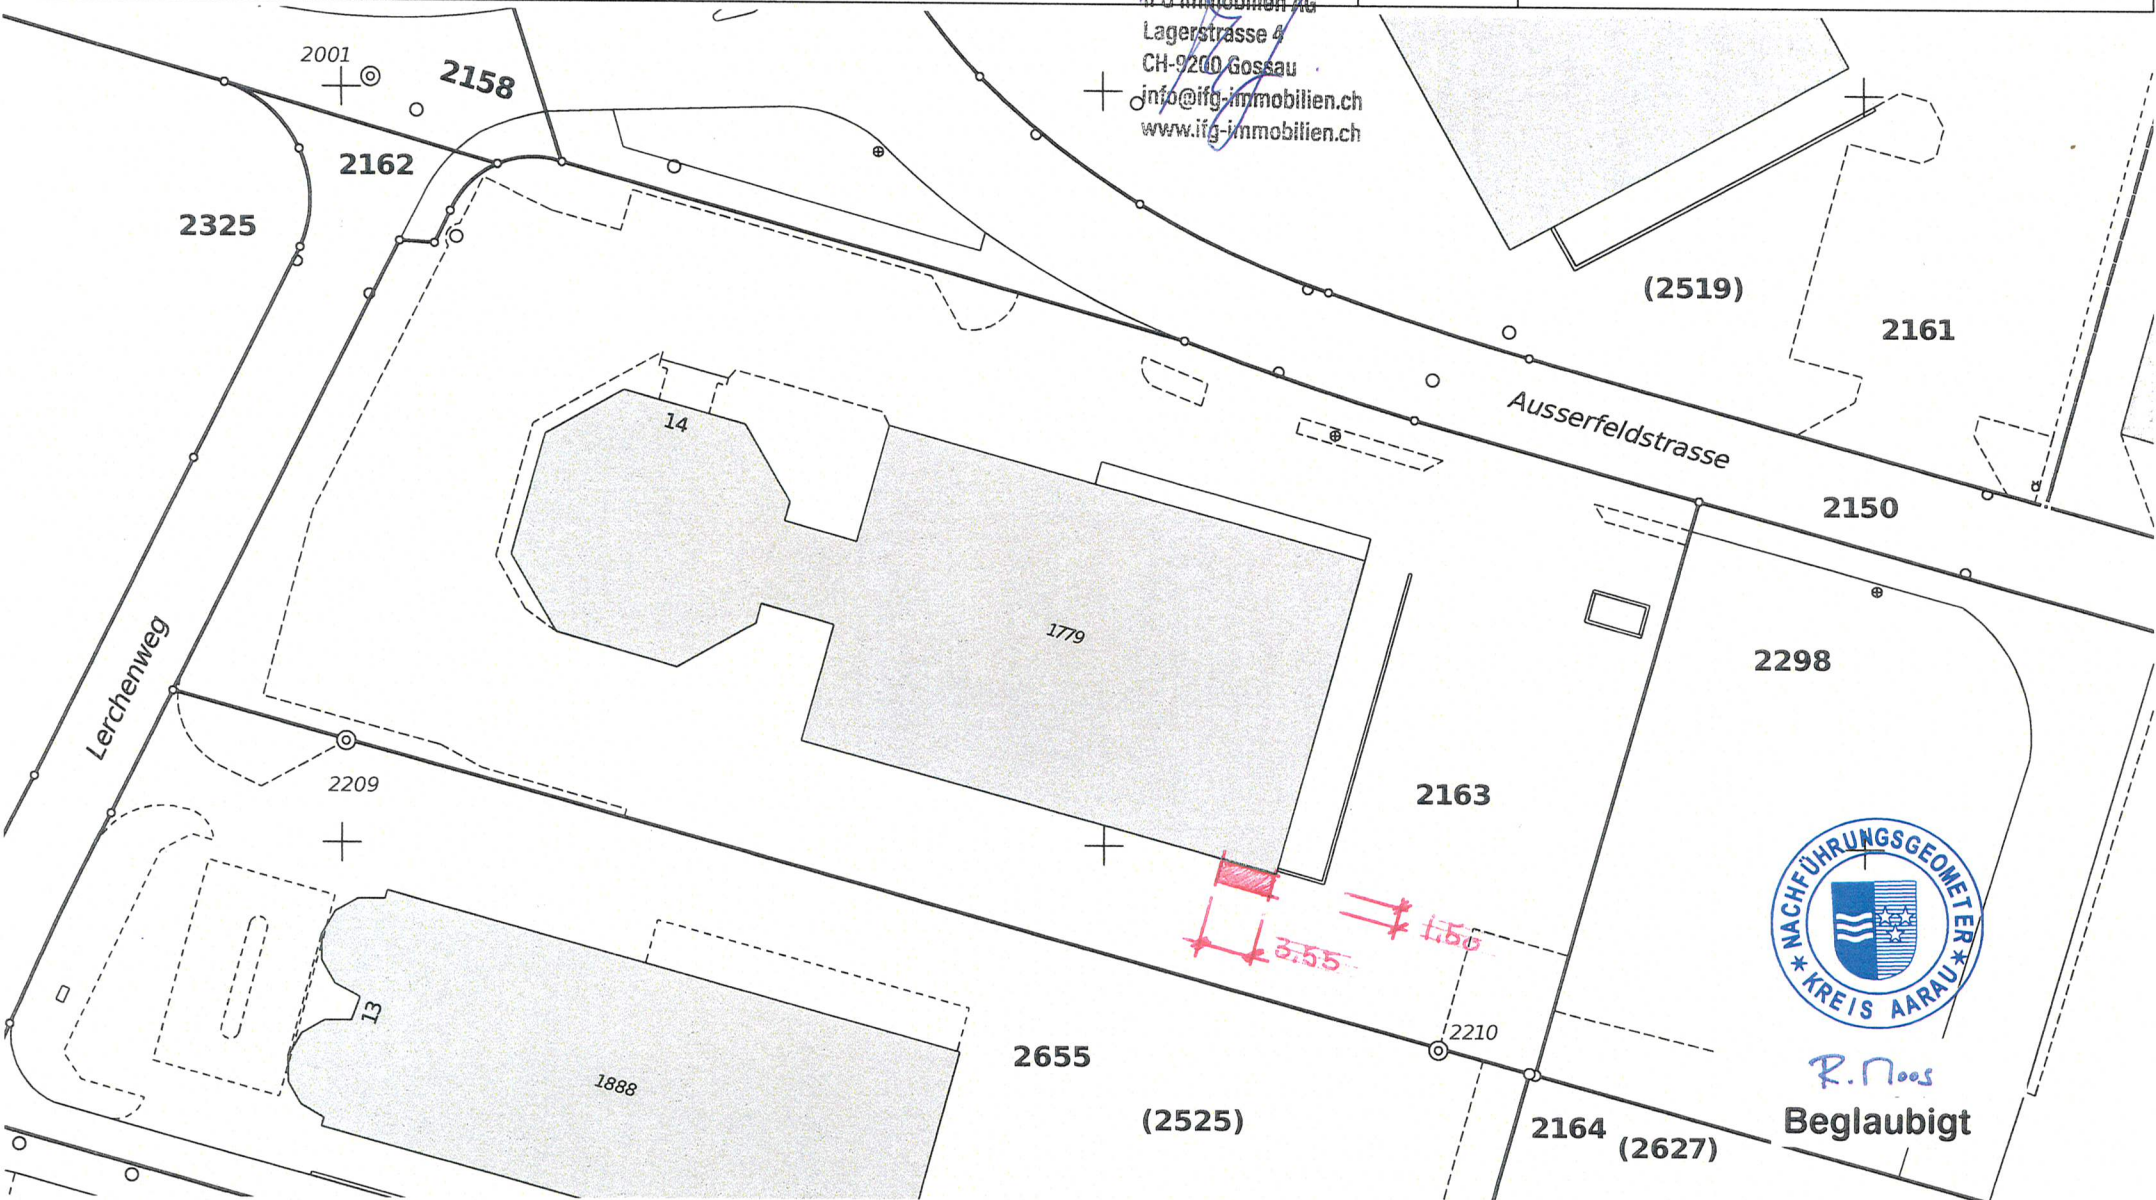 Lagerstrasse 4
CH-9200 Gossau
info@ifg-immobilien.ch
www.ifg-immobilien.ch
2001
2158
2162
2325
(2519)
2161
14
Ausserfeldstrasse
2150
1779
2298
Lerchenweg
2209
2163
1.50
3.55
NACHFÜHRUNGSGEOMETER
* KREIS AARAU *
13
2210
2655
1888
R. Moos
Beglaubigt
(2525)
2164 (2627)